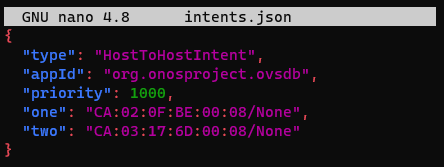 GNU nano 4.8 intents.json
{
"type": "HostToHostIntent",
"appId": "org.onosproject.ovsdb",
"priority": 1000,
"one": "CA:02:0F:BE:00:08/None",
"two": "CA:03:17:6D:00:08/None"
}